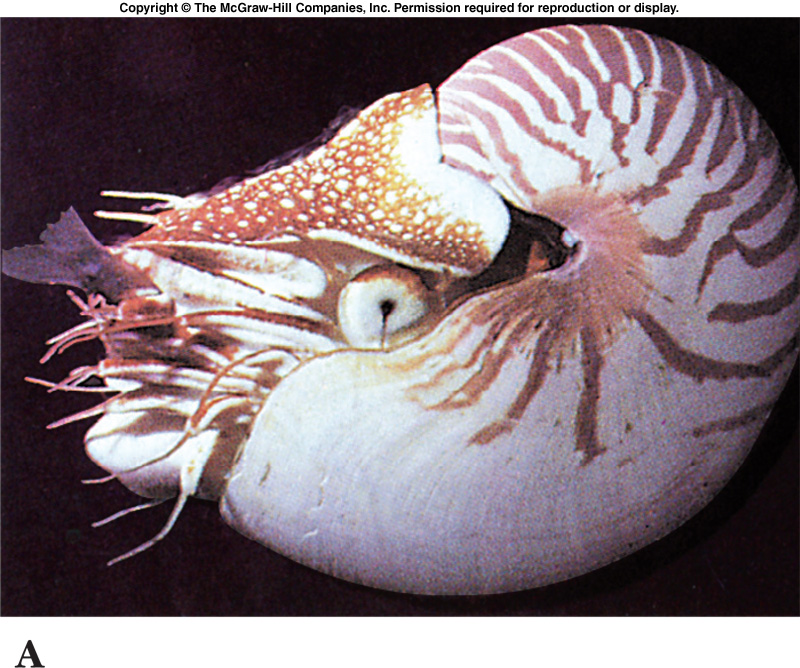 Copyright © The McGraw-Hill Companies, Inc. Permission required for reproduction or display.
A